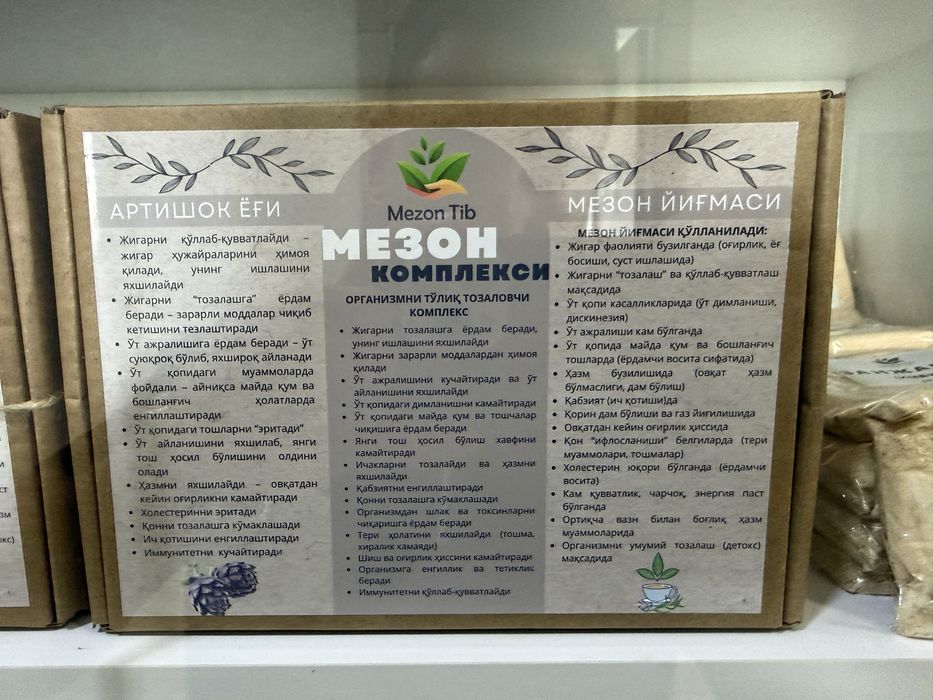 АРТИШОК ЁҒИ
• Жигарни қўллаб-қувватлайди –
жигар ҳужайраларини ҳимоя
қилади, унинг ишлашини
яхшилайди
• Жигарни “тозалашга” ёрдам
беради – зарарли моддалар чиқиб
кетишини тезлаштиради
• Ўт ажралишига ёрдам беради – ўт
суюқроқ бўлиб, яхшироқ айланади
• Ўт қопидаги муаммоларда
фойдали – айниқса майда қум ва
бошланғич ҳолатларда
енгиллаштиради
• Ўт қопидаги тошларни “эритади”
• Ўт айланишини яхшилаб, янги
тош ҳосил бўлишини олдини
олади
• Ҳазмни яхшилайди – овқатдан
кейин оғирликни камайтиради
• Холестеринни эритади
• Қонни тозалашга кўмаклашади
• Ич қотишини енгиллаштиради
• Иммунитетни кучайтиради
Mezon Tib
МЕЗОН
КОМПЛЕКСИ
ОРГАНИЗМНИ ТЎЛИҚ ТОЗАЛОВЧИ
КОМПЛЕКС
• Жигарни тозалашга ёрдам беради,
унинг ишлашини яхшилайди
• Жигарни зарарли моддалардан ҳимоя
қилади
• Ўт ажралишини кучайтиради ва ўт
айланишини яхшилайди
• Ўт қопидаги димланишни камайтиради
• Ўт қопидаги майда қум ва тошчалар
чиқишига ёрдам беради
• Янги тош ҳосил бўлиш хавфини
камайтиради
• Ичакларни тозалайди ва ҳазмни
яхшилайди
• Қабзиятни енгиллаштиради
• Қонни тозалашга кўмаклашади
• Организмдан шлак ва токсинларни
чиқаришга ёрдам беради
• Тери ҳолатини яхшилайди (тошма,
хиралик камаяди)
• Шиш ва оғирлик ҳиссини камайтиради
• Организмга енгиллик ва тетиклик
беради
• Иммунитетни қўллаб-қувватлайди
МЕЗОН ЙИҒМАСИ
МЕЗОН ЙИҒМАСИ ҚЎЛЛАНИЛАДИ:
• Жигар фаолияти бузилганда (оғирлик, ёғ
босиши, суст ишлашида)
• Жигарни “тозалаш” ва қўллаб-қувватлаш
мақсадида
• Ўт қопи касалликларида (ўт димланиши,
дискинезия)
• Ўт ажралиши кам бўлганда
• Ўт қопида майда қум ва бошланғич
тошларда (ёрдамчи восита сифатида)
• Ҳазм бузилишида (овқат ҳазм
бўлмаслиги, дам бўлиш)
• Қабзият (ич қотиши)да
• Қорин дам бўлиши ва газ йиғилишида
• Овқатдан кейин оғирлик ҳиссида
• Қон “ифлосланиши” белгиларда (тери
муаммолари, тошмалар)
• Холестерин юқори бўлганда (ёрдамчи
восита)
• Кам қувватлик, чарчоқ, энергия паст
бўлганда
• Ортиқча вазн билан боғлиқ ҳазм
муаммоларида
• Организмни умумий тозалаш (детокс)
мақсадида